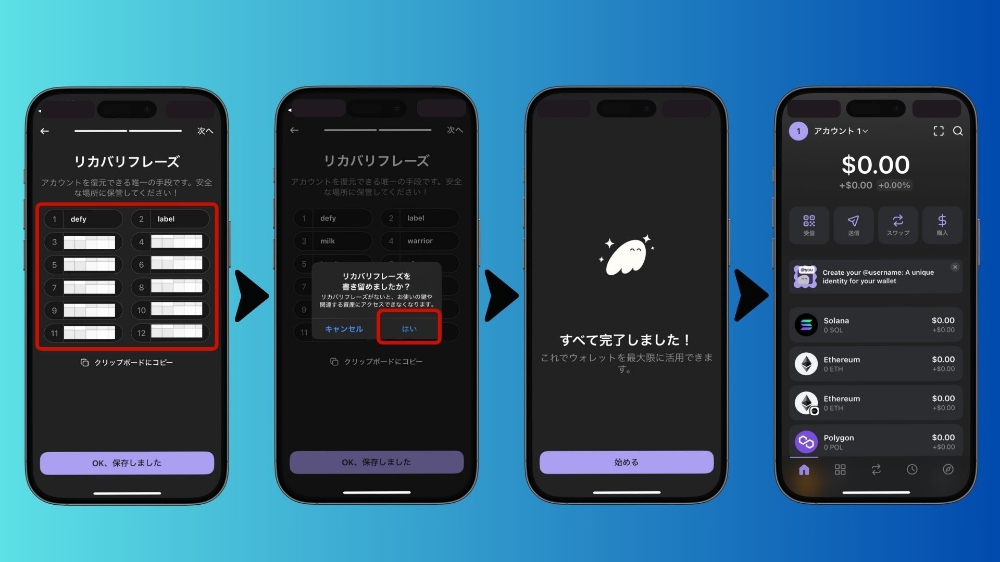 次へ
リカバリフレーズ
アカウントを復元できる唯一の手段です。安全
な場所に保管してください！
1 defy
2 label
3
4
5
6
7
8
9
10
11
12
クリップボードにコピー
OK、保存しました
次へ
リカバリフレーズ
アカウントを復元できる唯一の手段です。安全
な場所に保管してください！
1 defy
2 label
3 milk
4 warrior
5
7
9
11
リカバリフレーズを
書き留めましたか？
リカバリフレーズがないと、お使いの鍵や
関連する資産にアクセスできなくなります。
キャンセル
はい
クリップボードにコピー
OK、保存しました
すべて完了しました！
これでウォレットを最大限に活用できま
す。
始める
1 アカウント 1
$0.00
+$0.00 +0.00%
受信
送信
スワップ
購入
@you
Create your @username: A unique
identity for your wallet
Solana $0.00
0 SOL +$0.00
Ethereum $0.00
0 ETH +$0.00
Ethereum $0.00
0 ETH +$0.00
Polygon $0.00
0 POL +$0.00